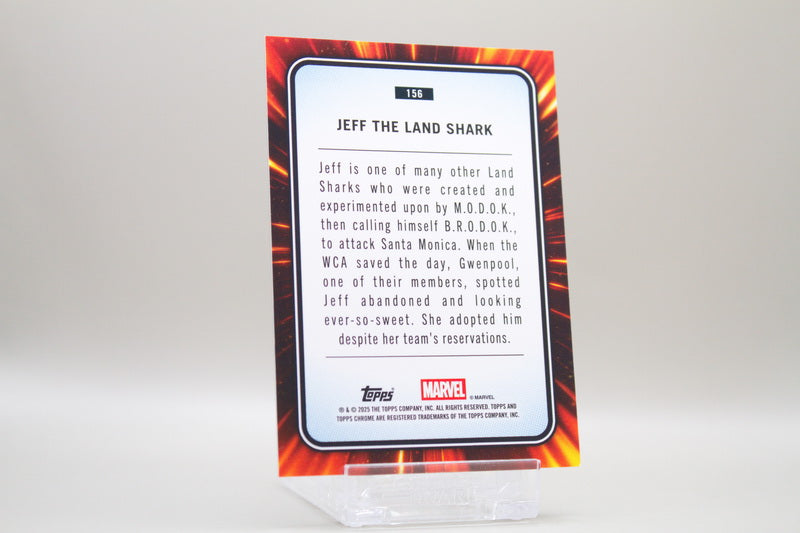 156
JEFF THE LAND SHARK
Jeff is one of many other Land
Sharks who were created and
experimented upon by M.O.D.O.K.,
then calling himself B.R.O.D.O.K.,
to attack Santa Monica. When the
WCA saved the day, Gwenpool,
one of their members, spotted
Jeff abandoned and looking
ever-so-sweet. She adopted him
despite her team's reservations.
Topps® MARVEL © MARVEL
® & © 2025 THE TOPPS COMPANY, INC. ALL RIGHTS RESERVED. TOPPS AND
TOPPS CHROME ARE REGISTERED TRADEMARKS OF THE TOPPS COMPANY, INC.